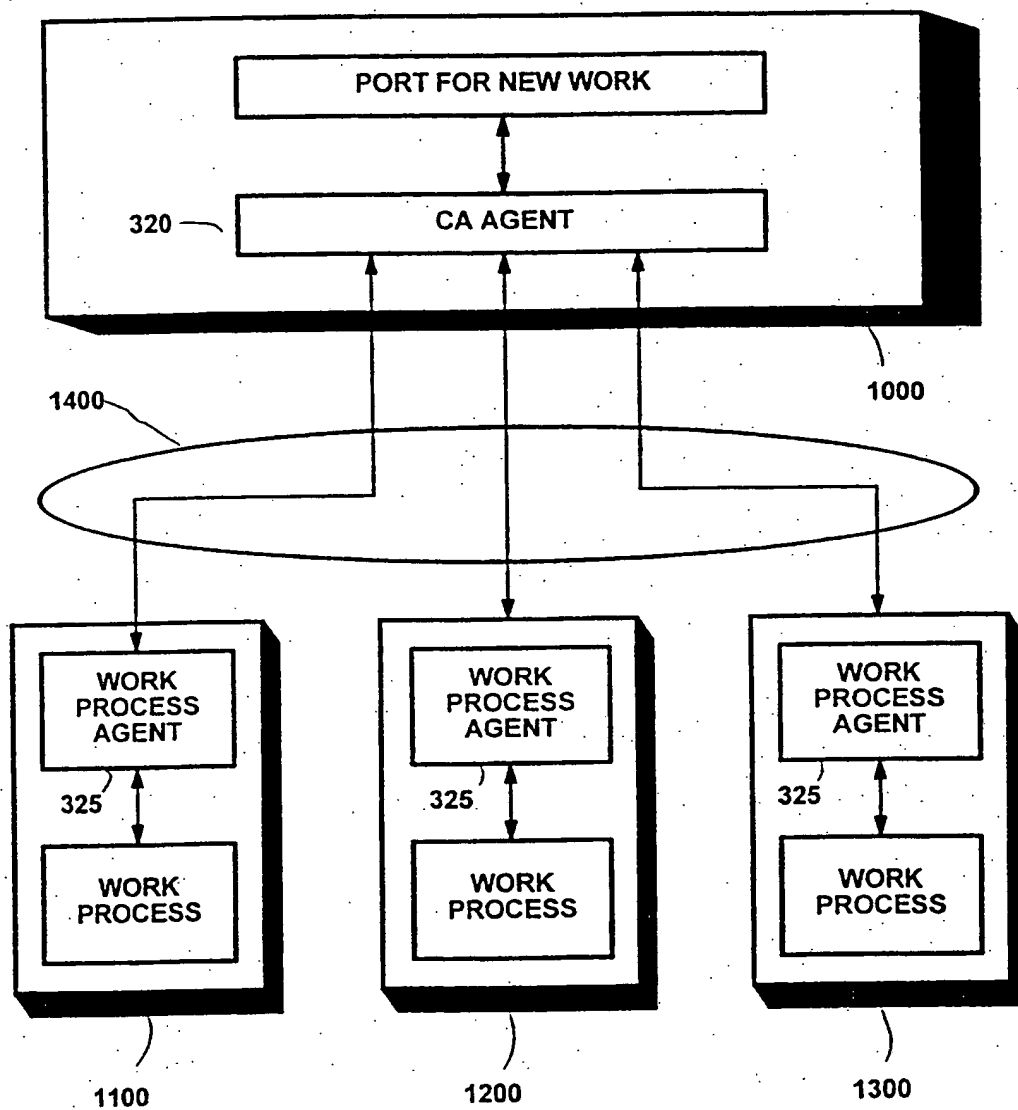 PORT FOR NEW WORK
320
CA AGENT
1400
1000
WORK
PROCESS
AGENT
325
WORK
PROCESS
1100
WORK
PROCESS
AGENT
325
WORK
PROCESS
1200
WORK
PROCESS
AGENT
325
WORK
PROCESS
1300